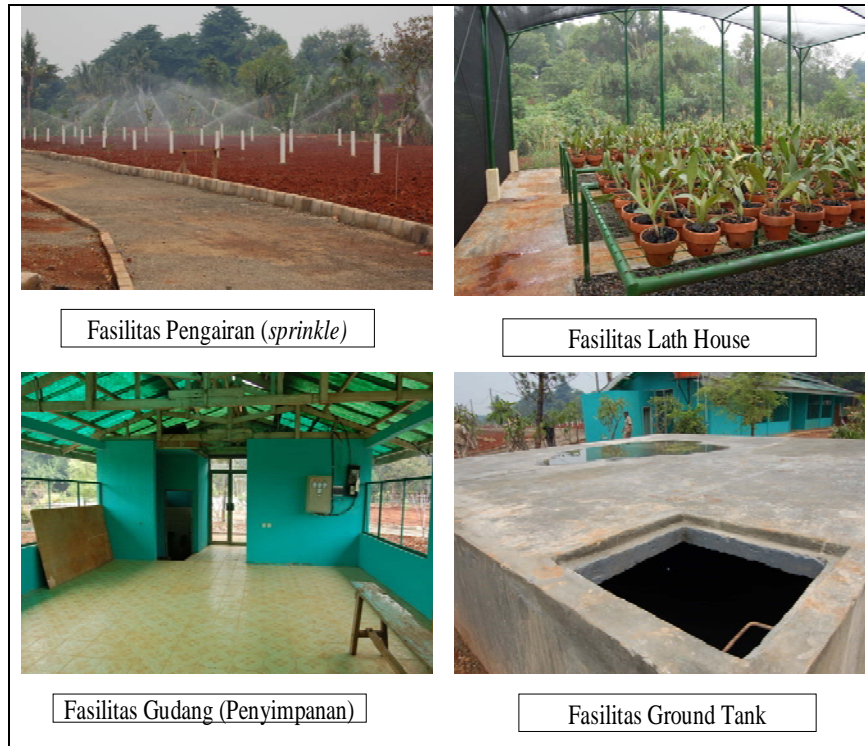 Fasilitas Pengairan (sprinkle)
Fasilitas Lath House
Fasilitas Gudang (Penyimpanan)
Fasilitas Ground Tank